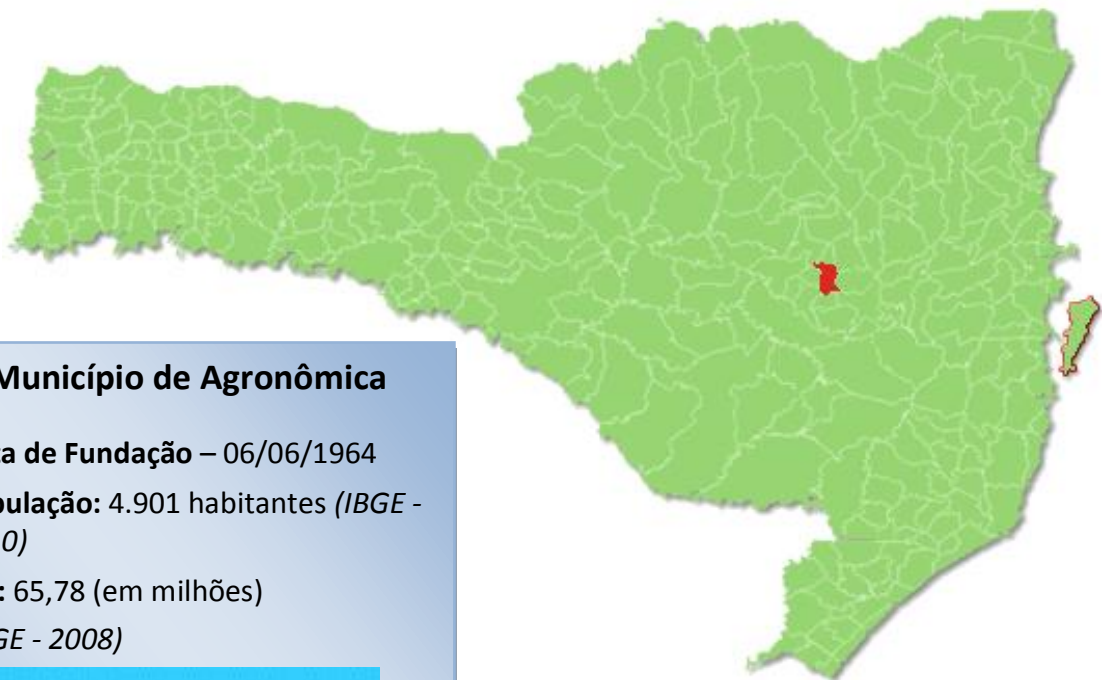 Município de Agronômica
a de Fundação – 06/06/1964
pulação: 4.901 habitantes (IBGE -
0)
: 65,78 (em milhões)
GE - 2008)